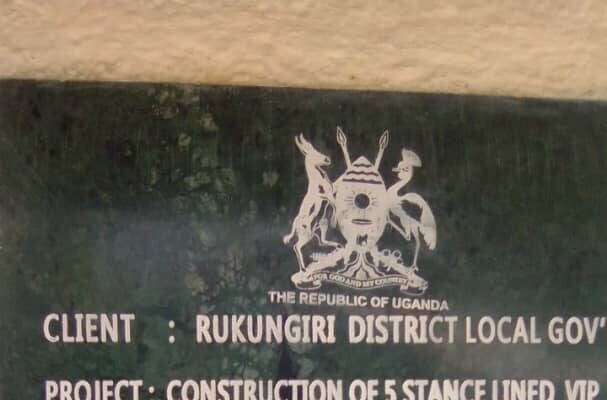 FOR GOD AND MY COUNTRY
THE REPUBLIC OF UGANDA
CLIENT : RUKUNGIRI DISTRICT LOCAL GOV'
PROJECT : CONSTRUCTION OF 5 STANCE LINED VIP